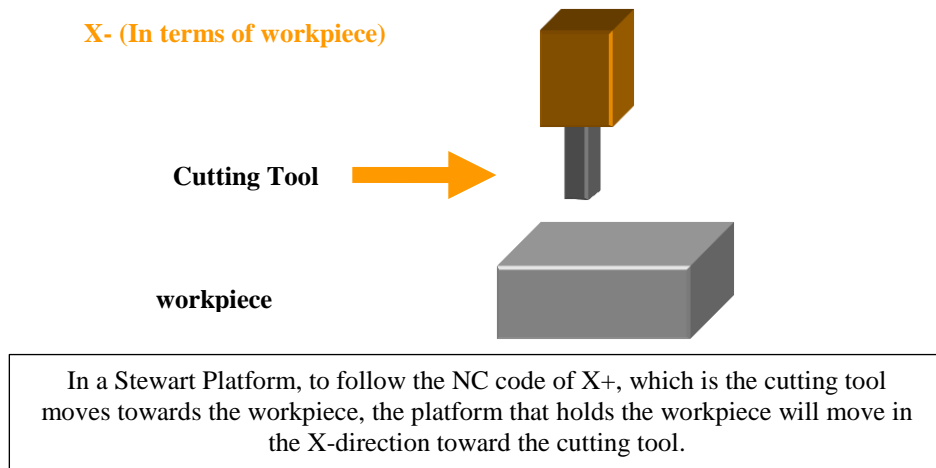 X- (In terms of workpiece)
Cutting Tool
workpiece
In a Stewart Platform, to follow the NC code of X+, which is the cutting tool
moves towards the workpiece, the platform that holds the workpiece will move in
the X-direction toward the cutting tool.